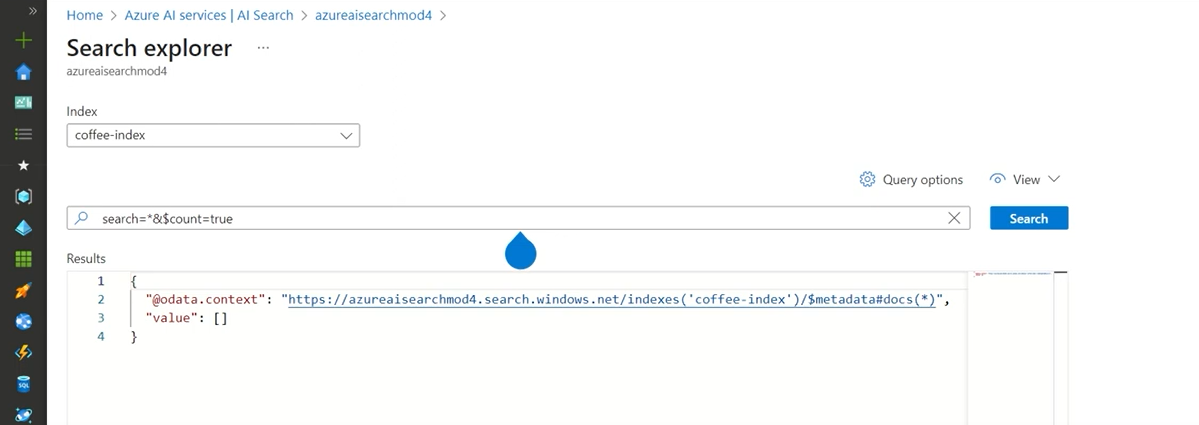 Home > Azure AI services | AI Search > azureaisearchmod4 >
Search explorer ...
azureaisearchmod4
Index
coffee-index
Query options View
search=*&$count=true
Search
Results
1 {
2 "@odata.context": "https://azureaisearchmod4.search.windows.net/indexes('coffee-index')/$metadata#docs(*)",
3 "value": []
4 }